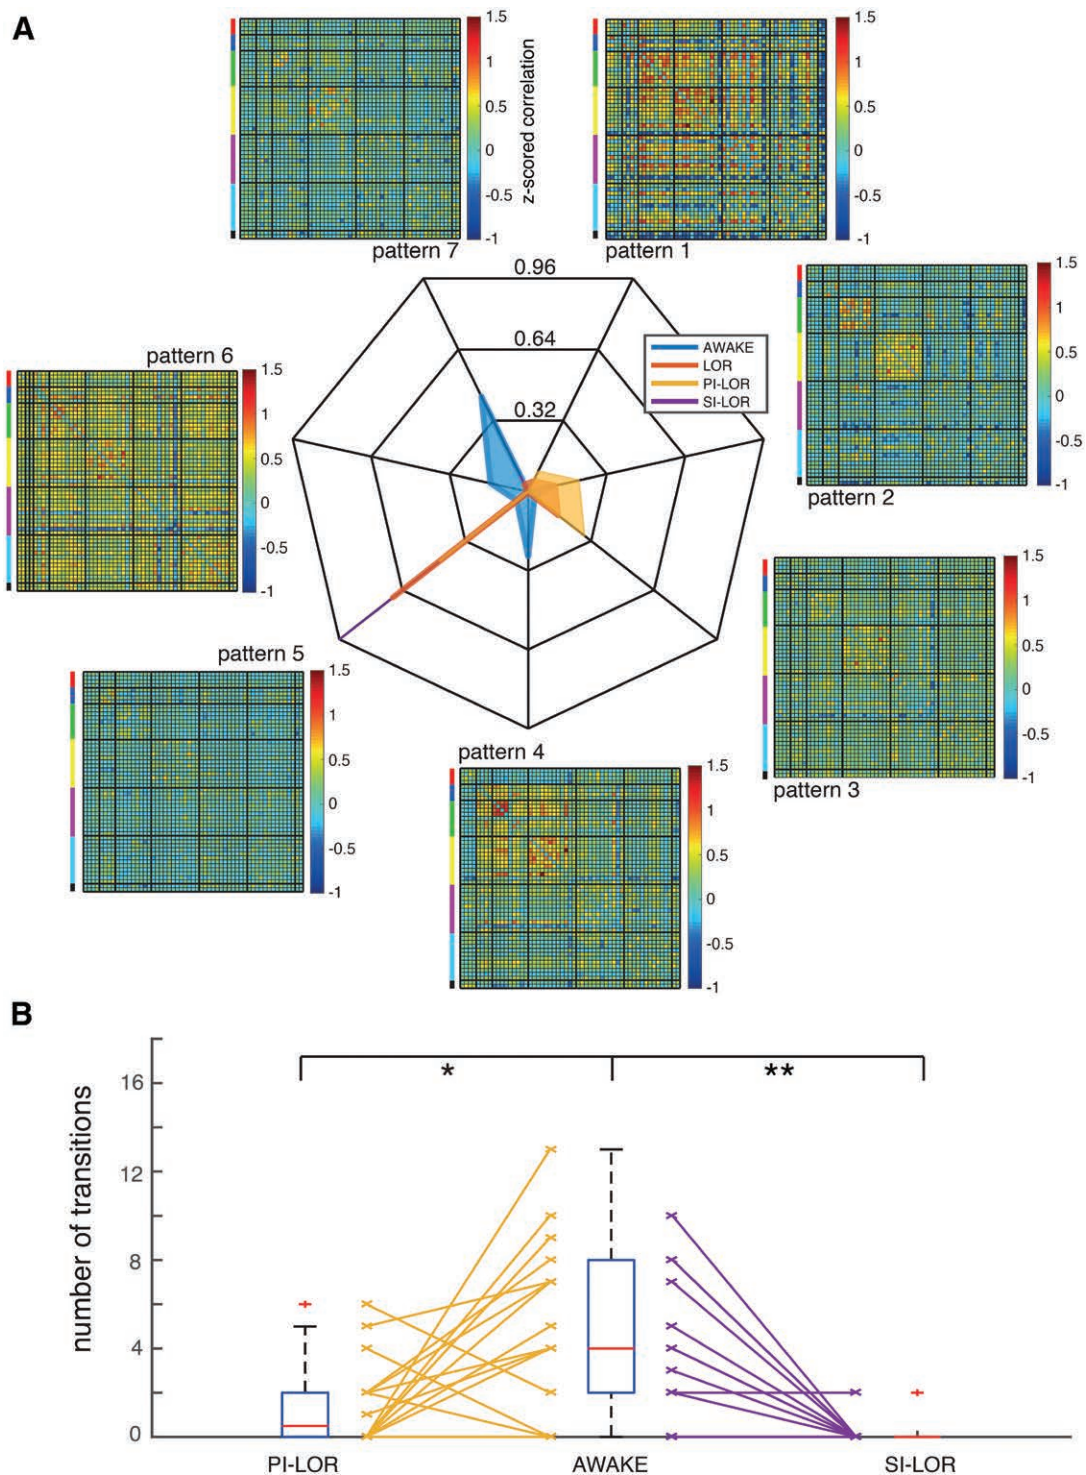 A
1.5
1
0.5
0
-0.5
-1
z-scored correlation
pattern 7
1.5
1
0.5
0
-0.5
-1
pattern 1
1.5
1
0.5
0
-0.5
-1
pattern 2
0.96
0.64
0.32
AWAKE
LOR
PI-LOR
SI-LOR
pattern 6
1.5
1
0.5
0
-0.5
-1
pattern 5
1.5
1
0.5
0
-0.5
-1
1.5
1
0.5
0
-0.5
-1
pattern 3
pattern 4
1.5
1
0.5
0
-0.5
-1
B
number of transitions
16
12
8
4
0
*
**
PI-LOR
AWAKE
SI-LOR